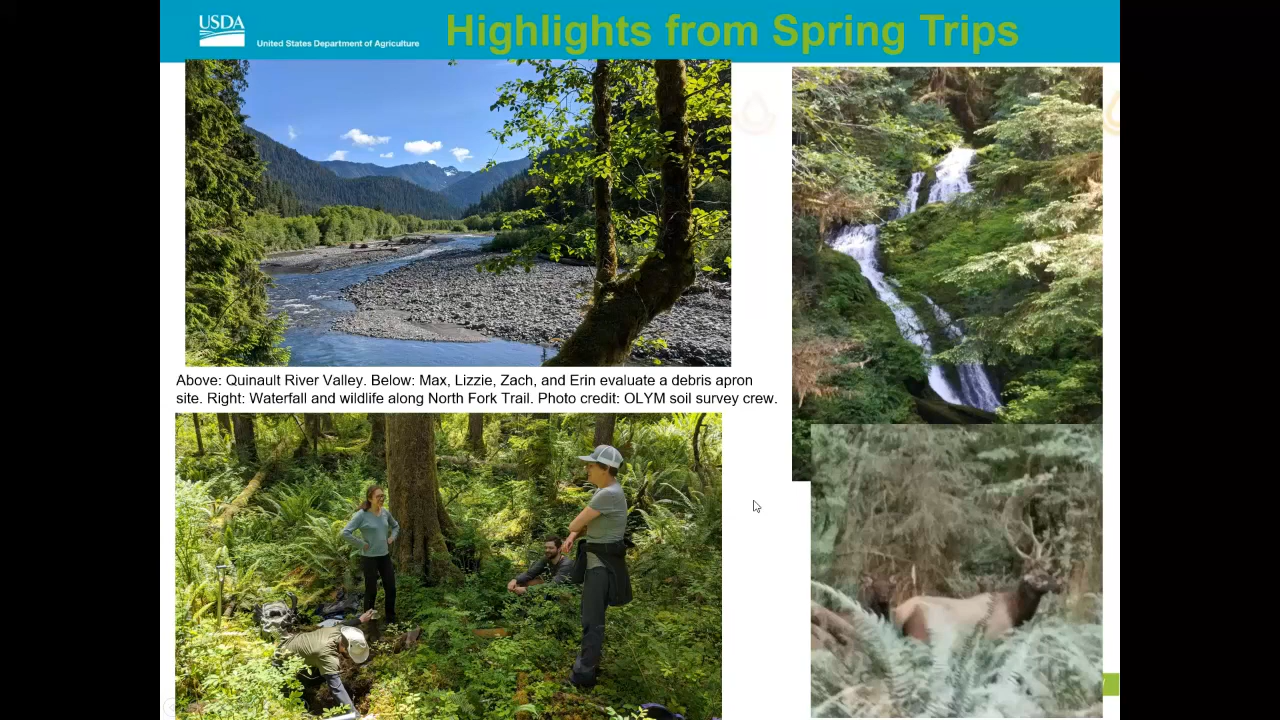 USDA
United States Department of Agriculture
Highlights from Spring Trips
Above: Quinault River Valley. Below: Max, Lizzie, Zach, and Erin evaluate a debris apron
site. Right: Waterfall and wildlife along North Fork Trail. Photo credit: OLYM soil survey crew.